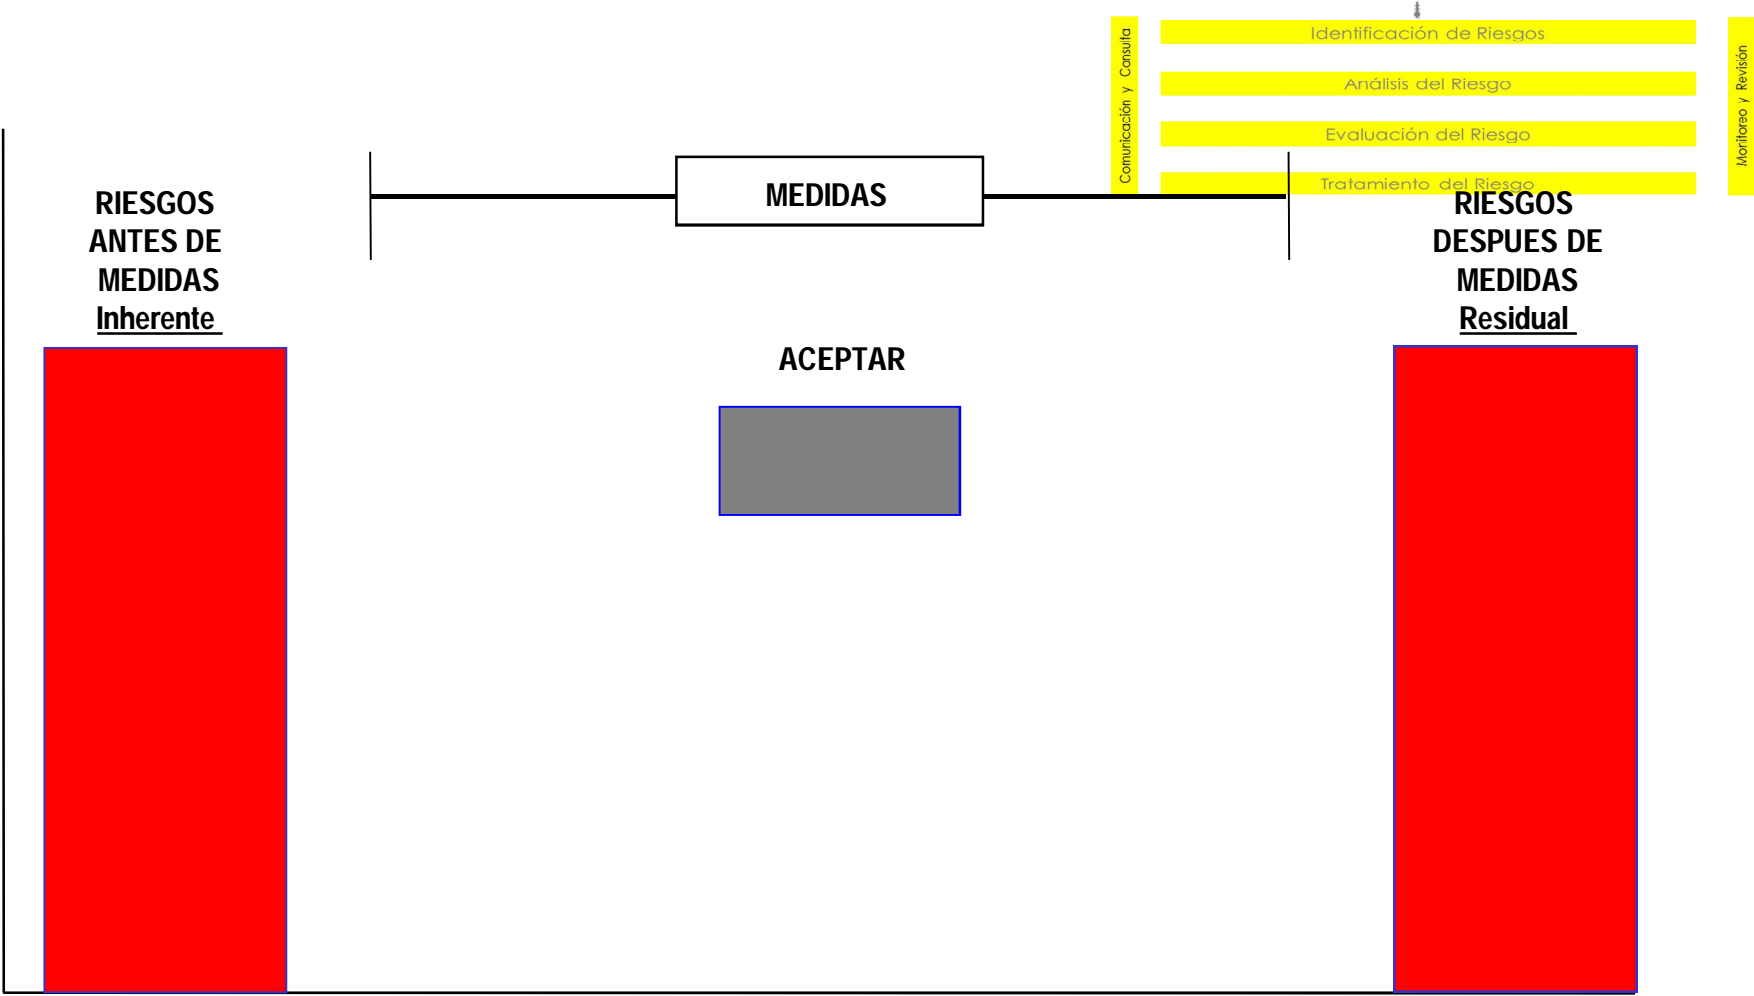 Comunicación y Consulta
Identificación de Riesgos
Análisis del Riesgo
Evaluación del Riesgo
Tratamiento del Riesgo
Monitoreo y Revisión
MEDIDAS
RIESGOS
ANTES DE
MEDIDAS
Inherente
ACEPTAR
RIESGOS
DESPUES DE
MEDIDAS
Residual